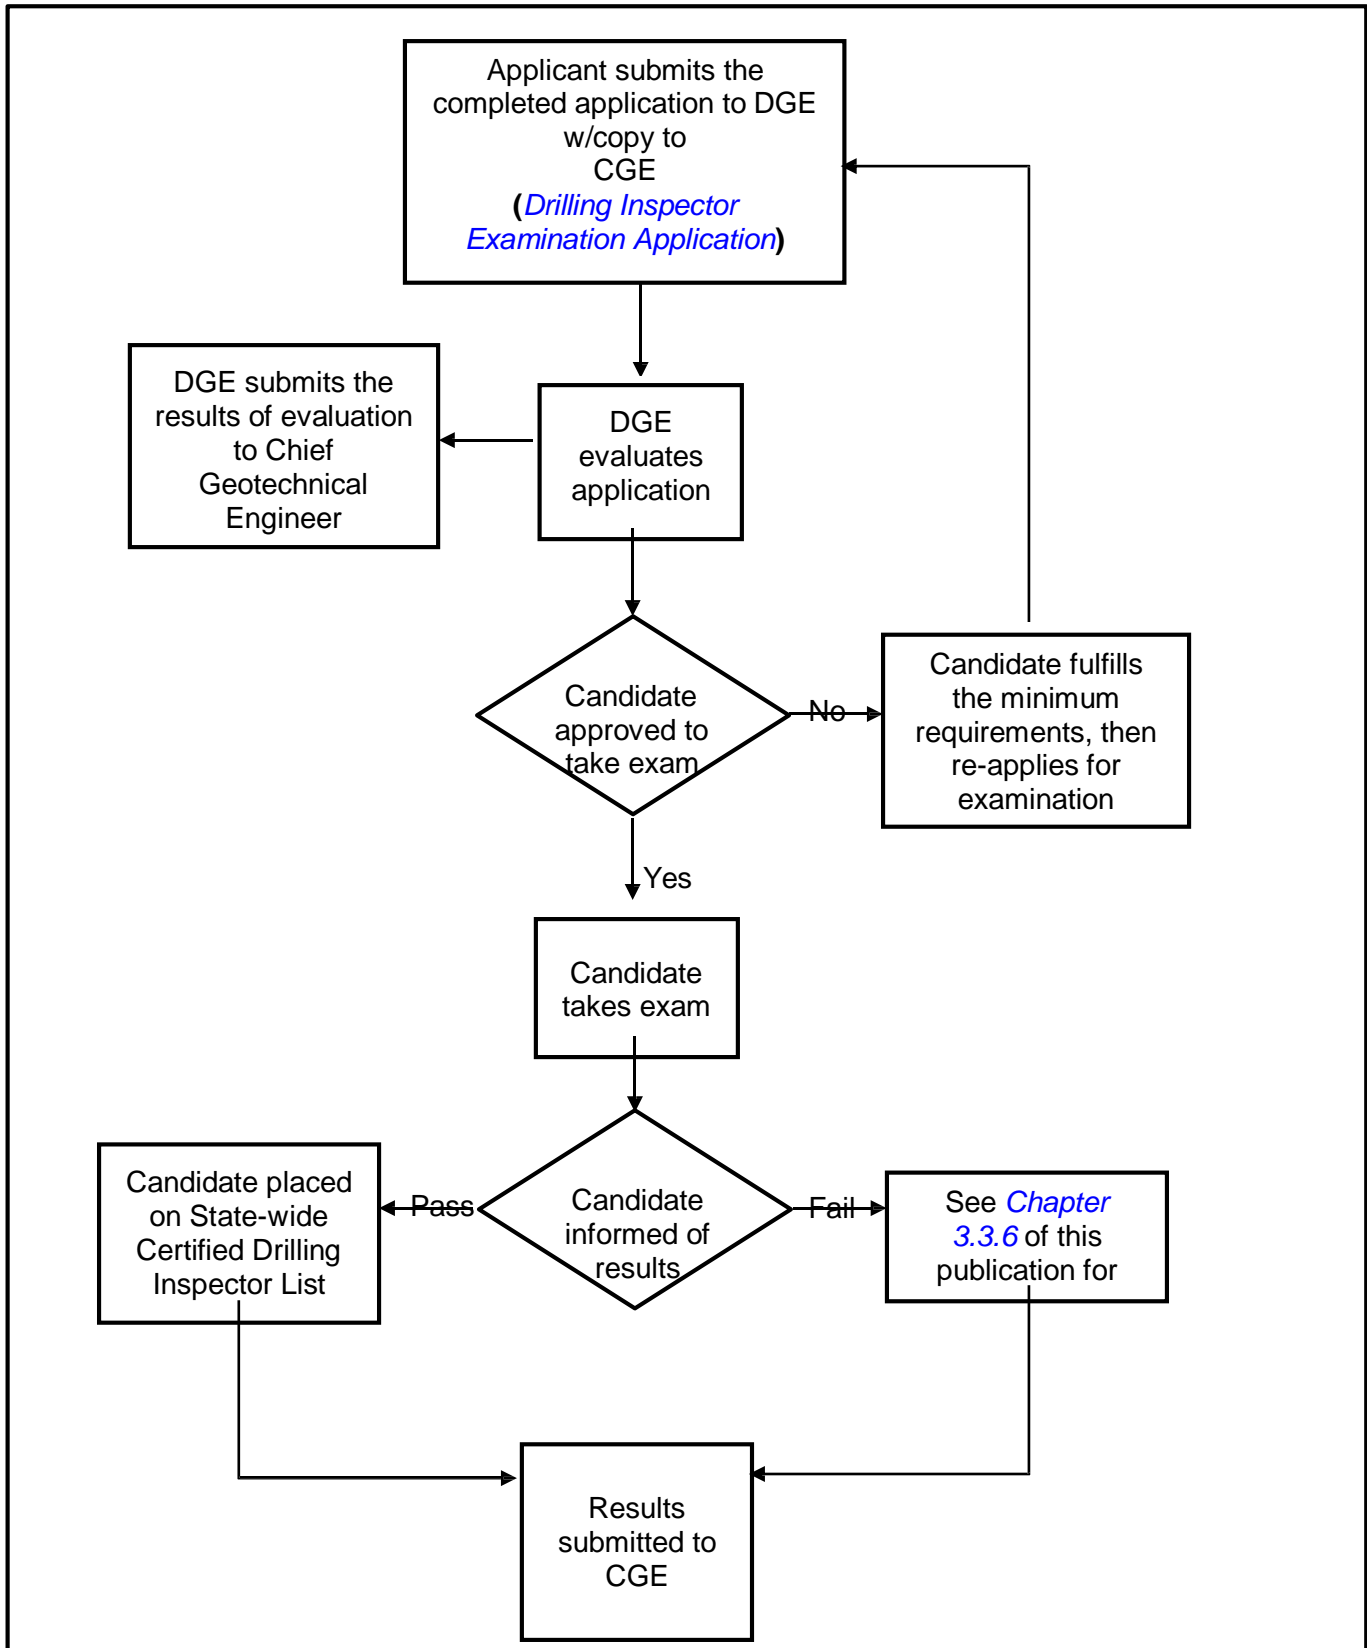 Applicant submits the
completed application to DGE
w/copy to
CGE
(Drilling Inspector
Examination Application)
DGE submits the
results of evaluation
to Chief
Geotechnical
Engineer
DGE
evaluates
application
Candidate
approved to
take exam
No
Candidate fulfills
the minimum
requirements, then
re-applies for
examination
Yes
Candidate
takes exam
Candidate placed
on State-wide
Certified Drilling
Inspector List
Pass
Candidate
informed of
results
Fail
See Chapter
3.3.6 of this
publication for
Results
submitted to
CGE